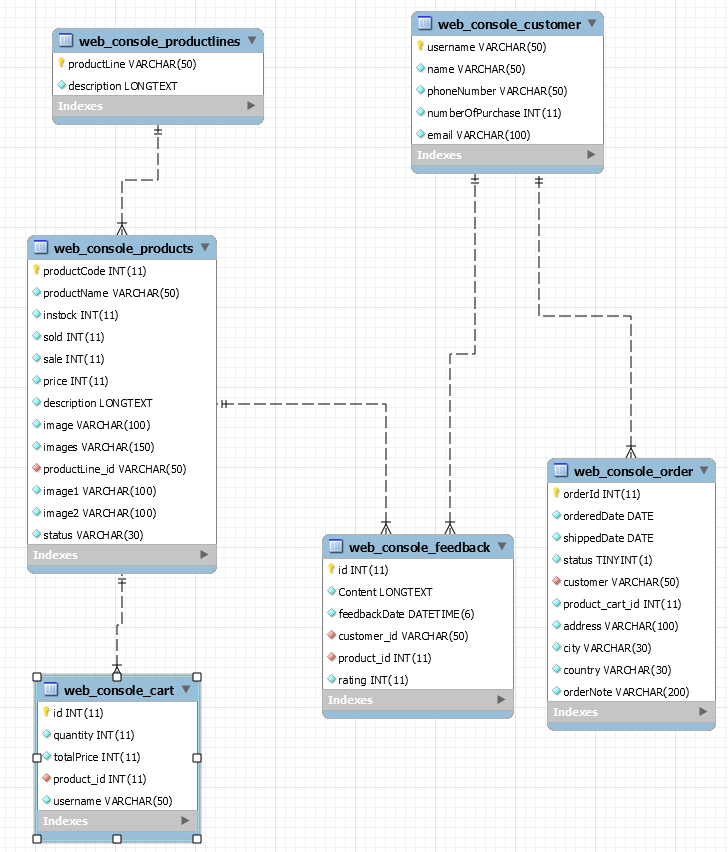 web_console_productlines
productLine VARCHAR(50)
description LONGTEXT
Indexes
web_console_customer
username VARCHAR(50)
name VARCHAR(50)
phoneNumber VARCHAR(50)
numberOfPurchase INT(11)
email VARCHAR(100)
Indexes
web_console_products
productCode INT(11)
productName VARCHAR(50)
instock INT(11)
sold INT(11)
sale INT(11)
price INT(11)
description LONGTEXT
image VARCHAR(100)
images VARCHAR(150)
productLine_id VARCHAR(50)
image1 VARCHAR(100)
image2 VARCHAR(100)
status VARCHAR(30)
Indexes
web_console_feedback
id INT(11)
Content LONGTEXT
feedbackDate DATETIME(6)
customer_id VARCHAR(50)
product_id INT(11)
rating INT(11)
Indexes
web_console_order
orderId INT(11)
orderedDate DATE
shippedDate DATE
status TINYINT(1)
customer VARCHAR(50)
product_cart_id INT(11)
address VARCHAR(100)
city VARCHAR(30)
country VARCHAR(30)
orderNote VARCHAR(200)
Indexes
web_console_cart
id INT(11)
quantity INT(11)
totalPrice INT(11)
product_id INT(11)
username VARCHAR(50)
Indexes